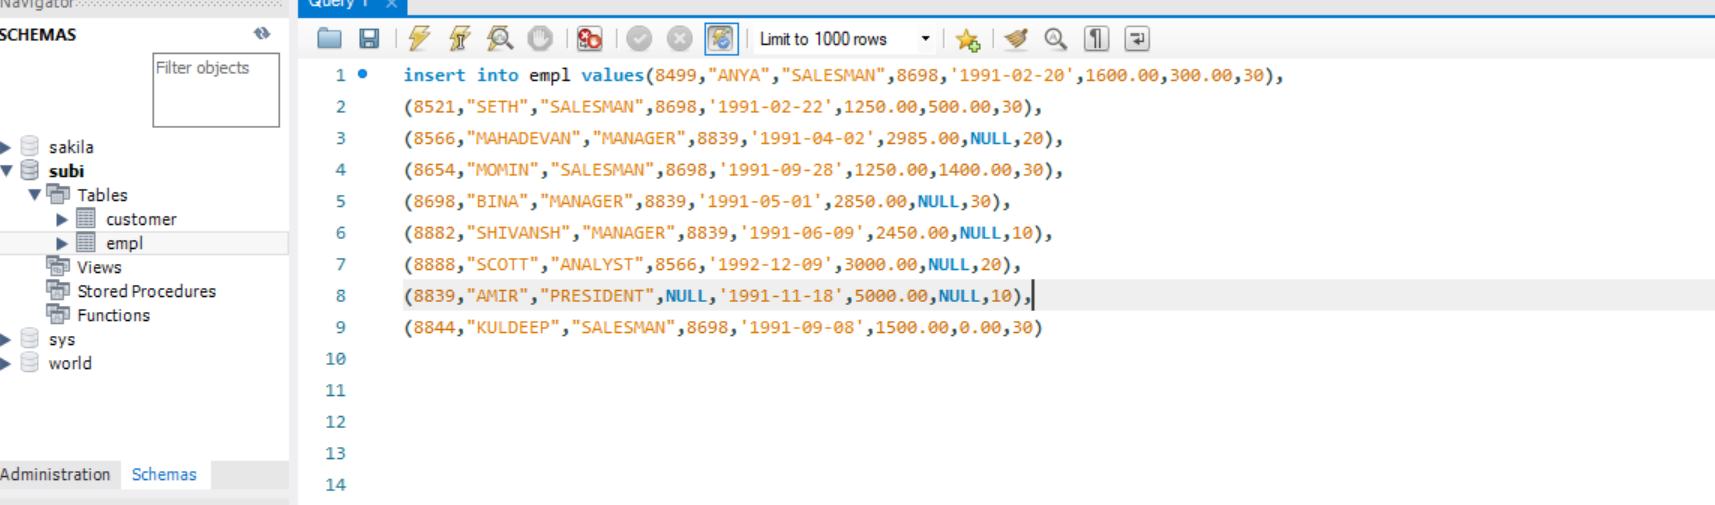 Navigator
Query 1
SCHEMAS
Limit to 1000 rows
Filter objects
sakila
subi
Tables
customer
empl
Views
Stored Procedures
Functions
sys
world
Administration Schemas
1 insert into empl values(8499,"ANYA","SALESMAN",8698,'1991-02-20',1600.00,300.00,30),
2 (8521,"SETH","SALESMAN",8698,'1991-02-22',1250.00,500.00,30),
3 (8566,"MAHADEVAN","MANAGER",8839,'1991-04-02',2985.00,NULL,20),
4 (8654,"MOMIN","SALESMAN",8698,'1991-09-28',1250.00,1400.00,30),
5 (8698,"BINA","MANAGER",8839,'1991-05-01',2850.00,NULL,30),
6 (8882,"SHIVANSH","MANAGER",8839,'1991-06-09',2450.00,NULL,10),
7 (8888,"SCOTT","ANALYST",8566,'1992-12-09',3000.00,NULL,20),
8 (8839,"AMIR","PRESIDENT",NULL,'1991-11-18',5000.00,NULL,10),
9 (8844,"KULDEEP","SALESMAN",8698,'1991-09-08',1500.00,0.00,30)
10
11
12
13
14